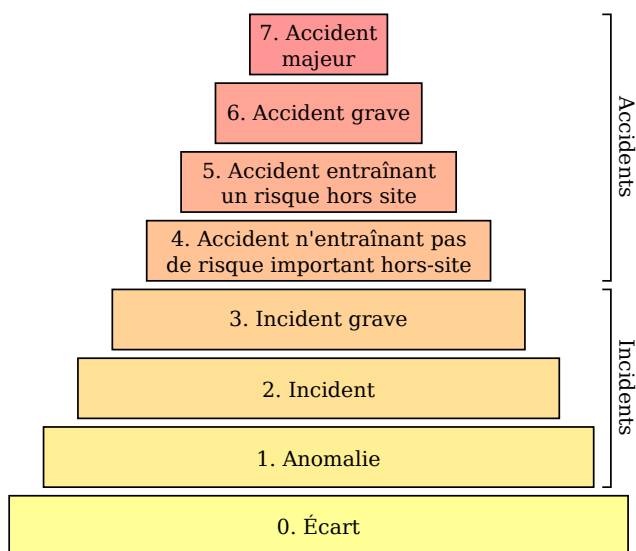 7. Accident
majeur
6. Accident grave
5. Accident entraînant
un risque hors site
4. Accident n'entraînant pas
de risque important hors-site
Accidents
3. Incident grave
2. Incident
1. Anomalie
Incidents
0. Écart